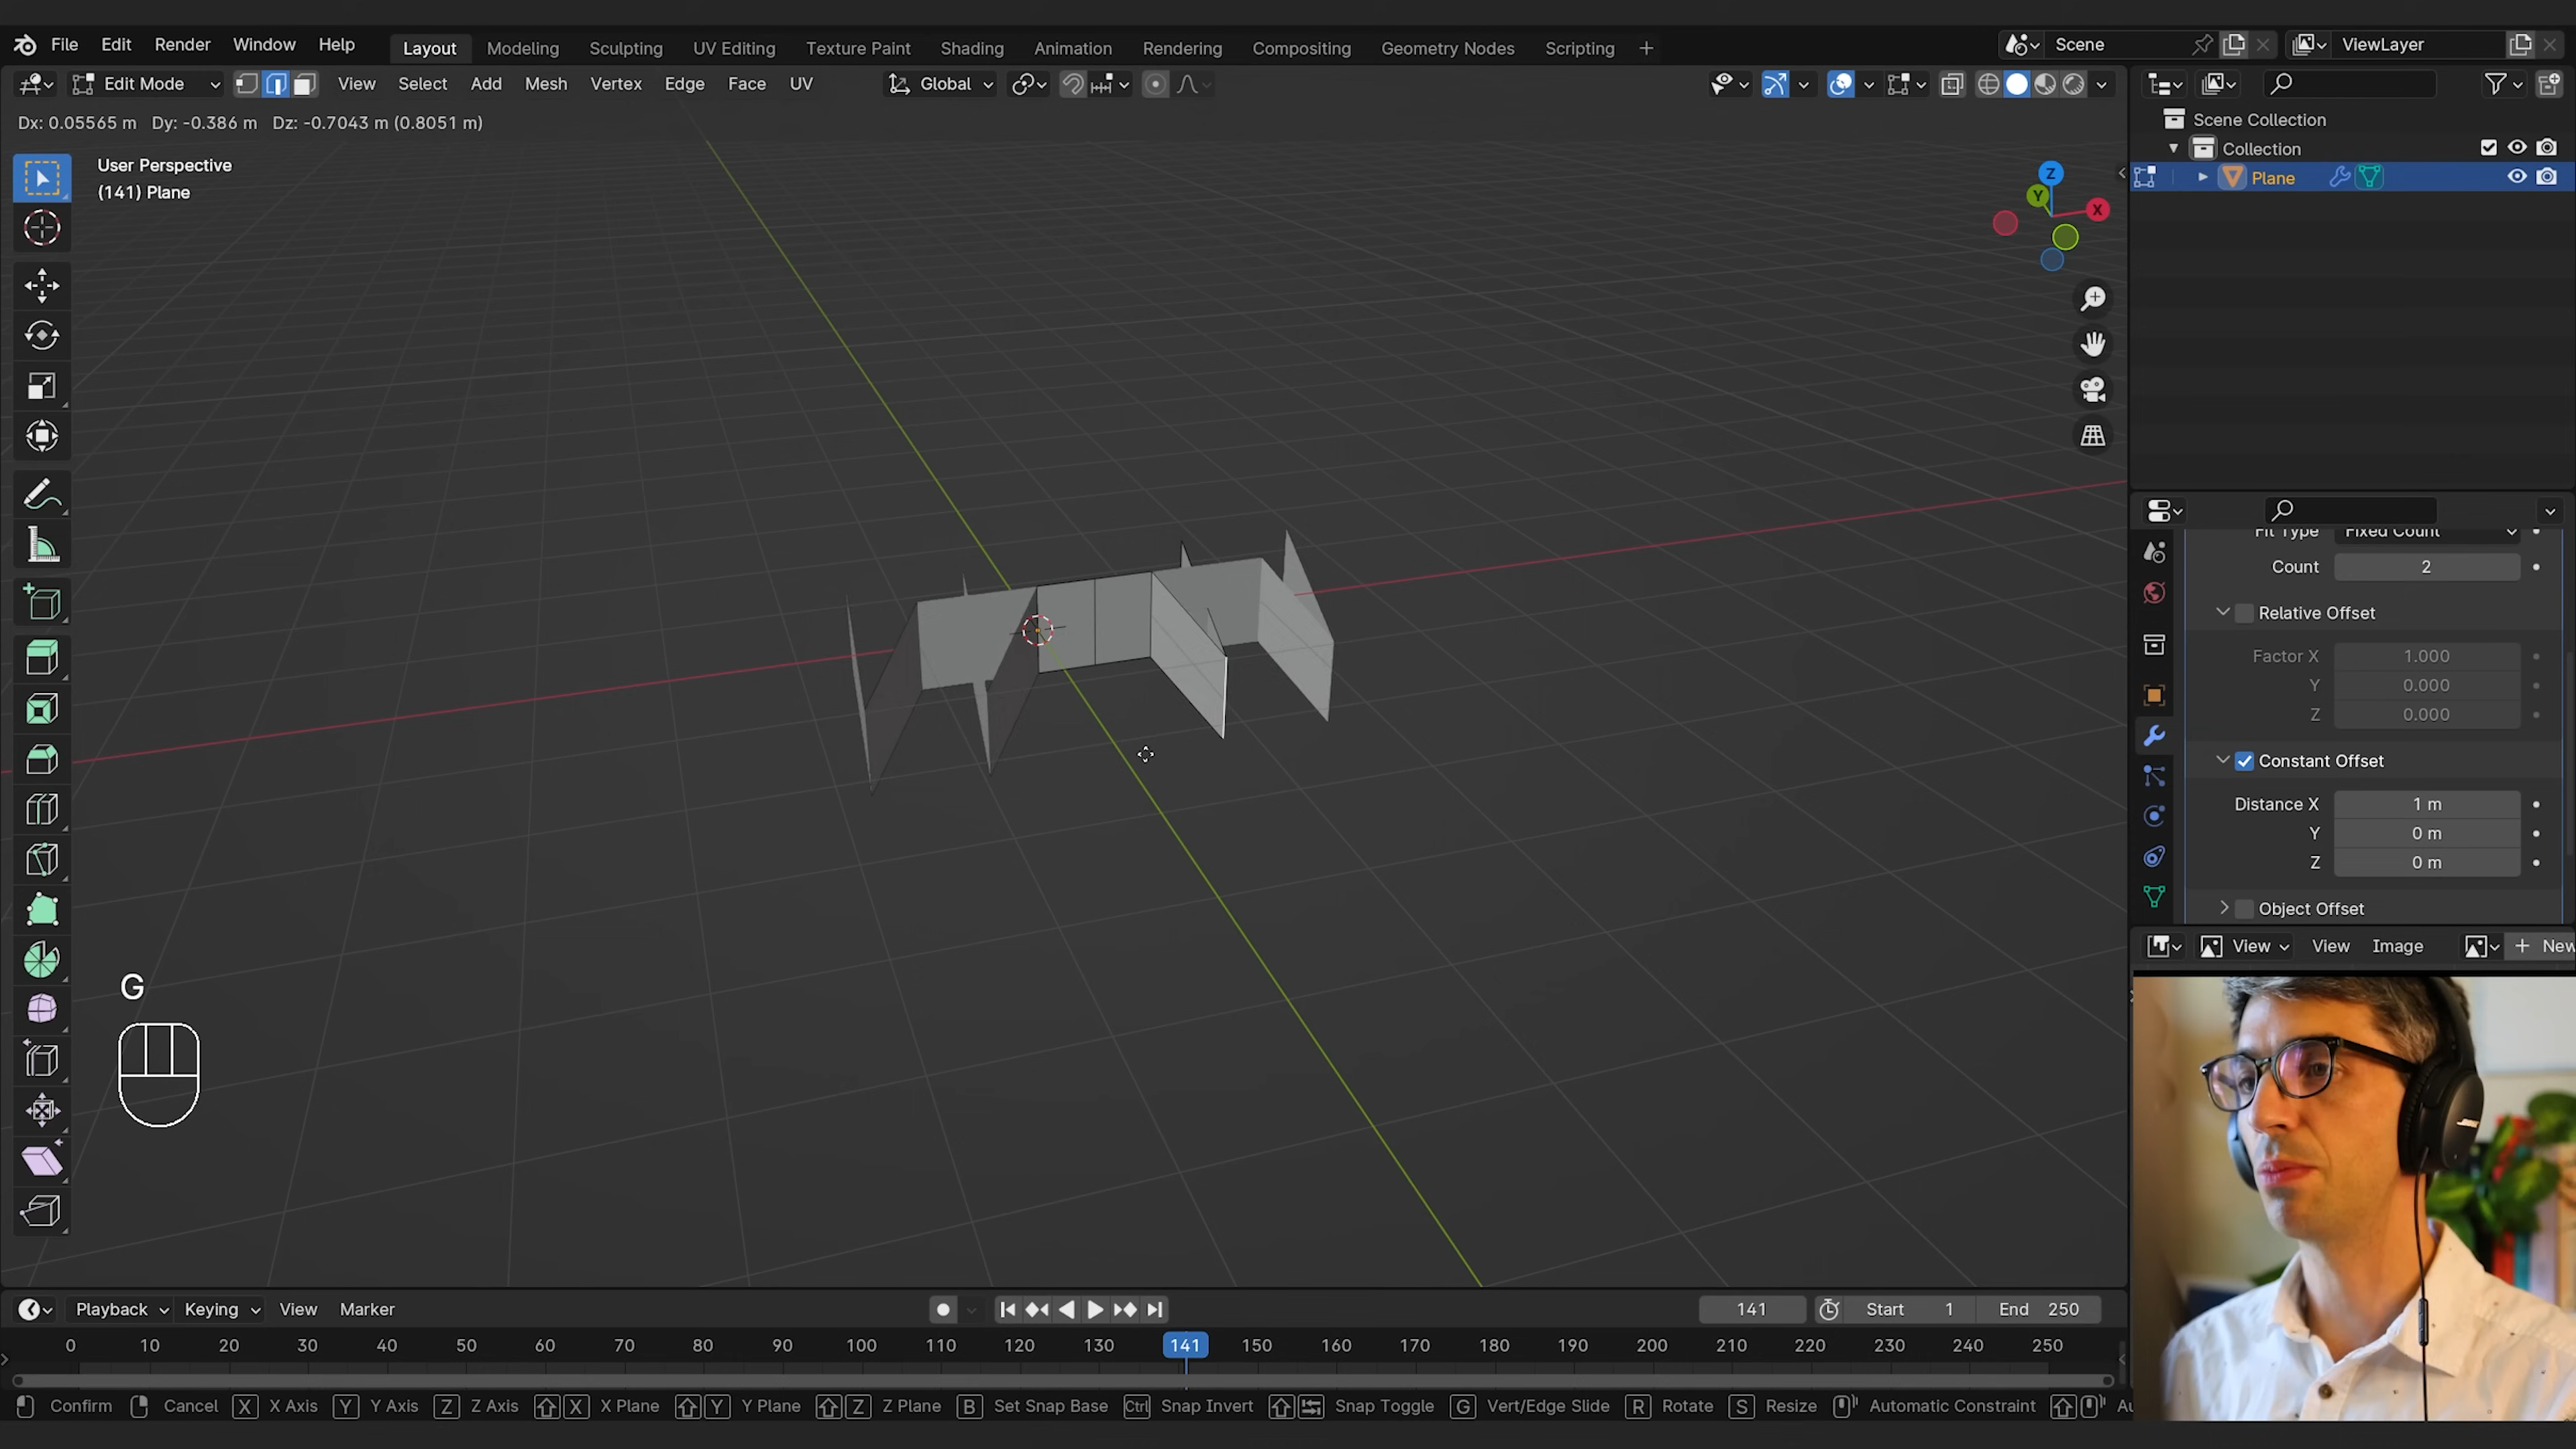 File Edit Render Window Help Layout Modeling Sculpting UV Editing Texture Paint Shading Animation Rendering Compositing Geometry Nodes Scripting + Scene ViewLayer
Edit Mode View Select Add Mesh Vertex Edge Face UV Global
Dx: 0.05565 m Dy: -0.386 m Dz: -0.7043 m (0.8051 m)
User Perspective
(141) Plane
Z
Y
X
Scene Collection
Collection
Plane
Fit Type Fixed Count
Count 2
Relative Offset
Factor X 1.000
Y 0.000
Z 0.000
Constant Offset
Distance X 1 m
Y 0 m
Z 0 m
Object Offset
View View Image + New
G
BOSE
Playback Keying View Marker 141 Start 1 End 250
0 10 20 30 40 50 60 70 80 90 100 110 120 130 141 150 160 170 180 190 200 210 220 230 240 250
Confirm Cancel X X Axis Y Y Axis Z Z Axis X X Plane Y Y Plane Z Z Plane B Set Snap Base Ctrl Snap Invert Snap Toggle G Vert/Edge Slide R Rotate S Resize Automatic Constraint